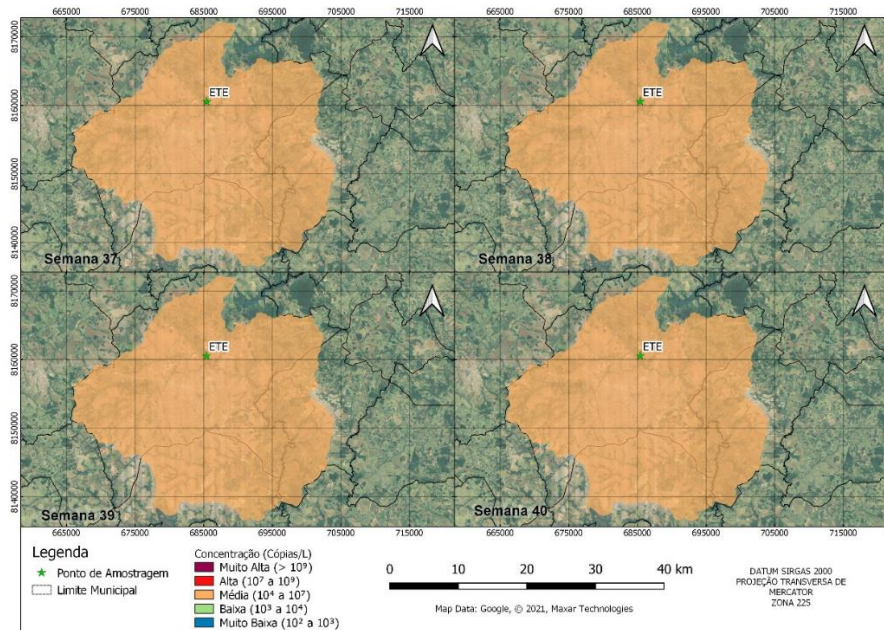 665000 675000 685000 695000 705000 715000 665000 675000 685000 695000 705000 715000
8170000
8160000
8150000
8140000
ETE
ETE
Semana 37
Semana 38
8170000
8160000
8150000
8140000
ETE
ETE
Semana 39
Semana 40
665000 675000 685000 695000 705000 715000 665000 675000 685000 695000 705000 715000
Legenda
Ponto de Amostragem
Limite Municipal
Concentração (Cópias/L)
Muito Alta (> 10⁹)
Alta (10⁷ a 10⁹)
Média (10⁴ a 10⁷)
Baixa (10³ a 10⁴)
Muito Baixa (10² a 10³)
0 10 20 30 40 km
Map Data: Google, © 2021, Maxar Technologies
DATUM SIRGAS 2000
PROJEÇÃO TRANSVERSA DE
MERCATOR
ZONA 22S